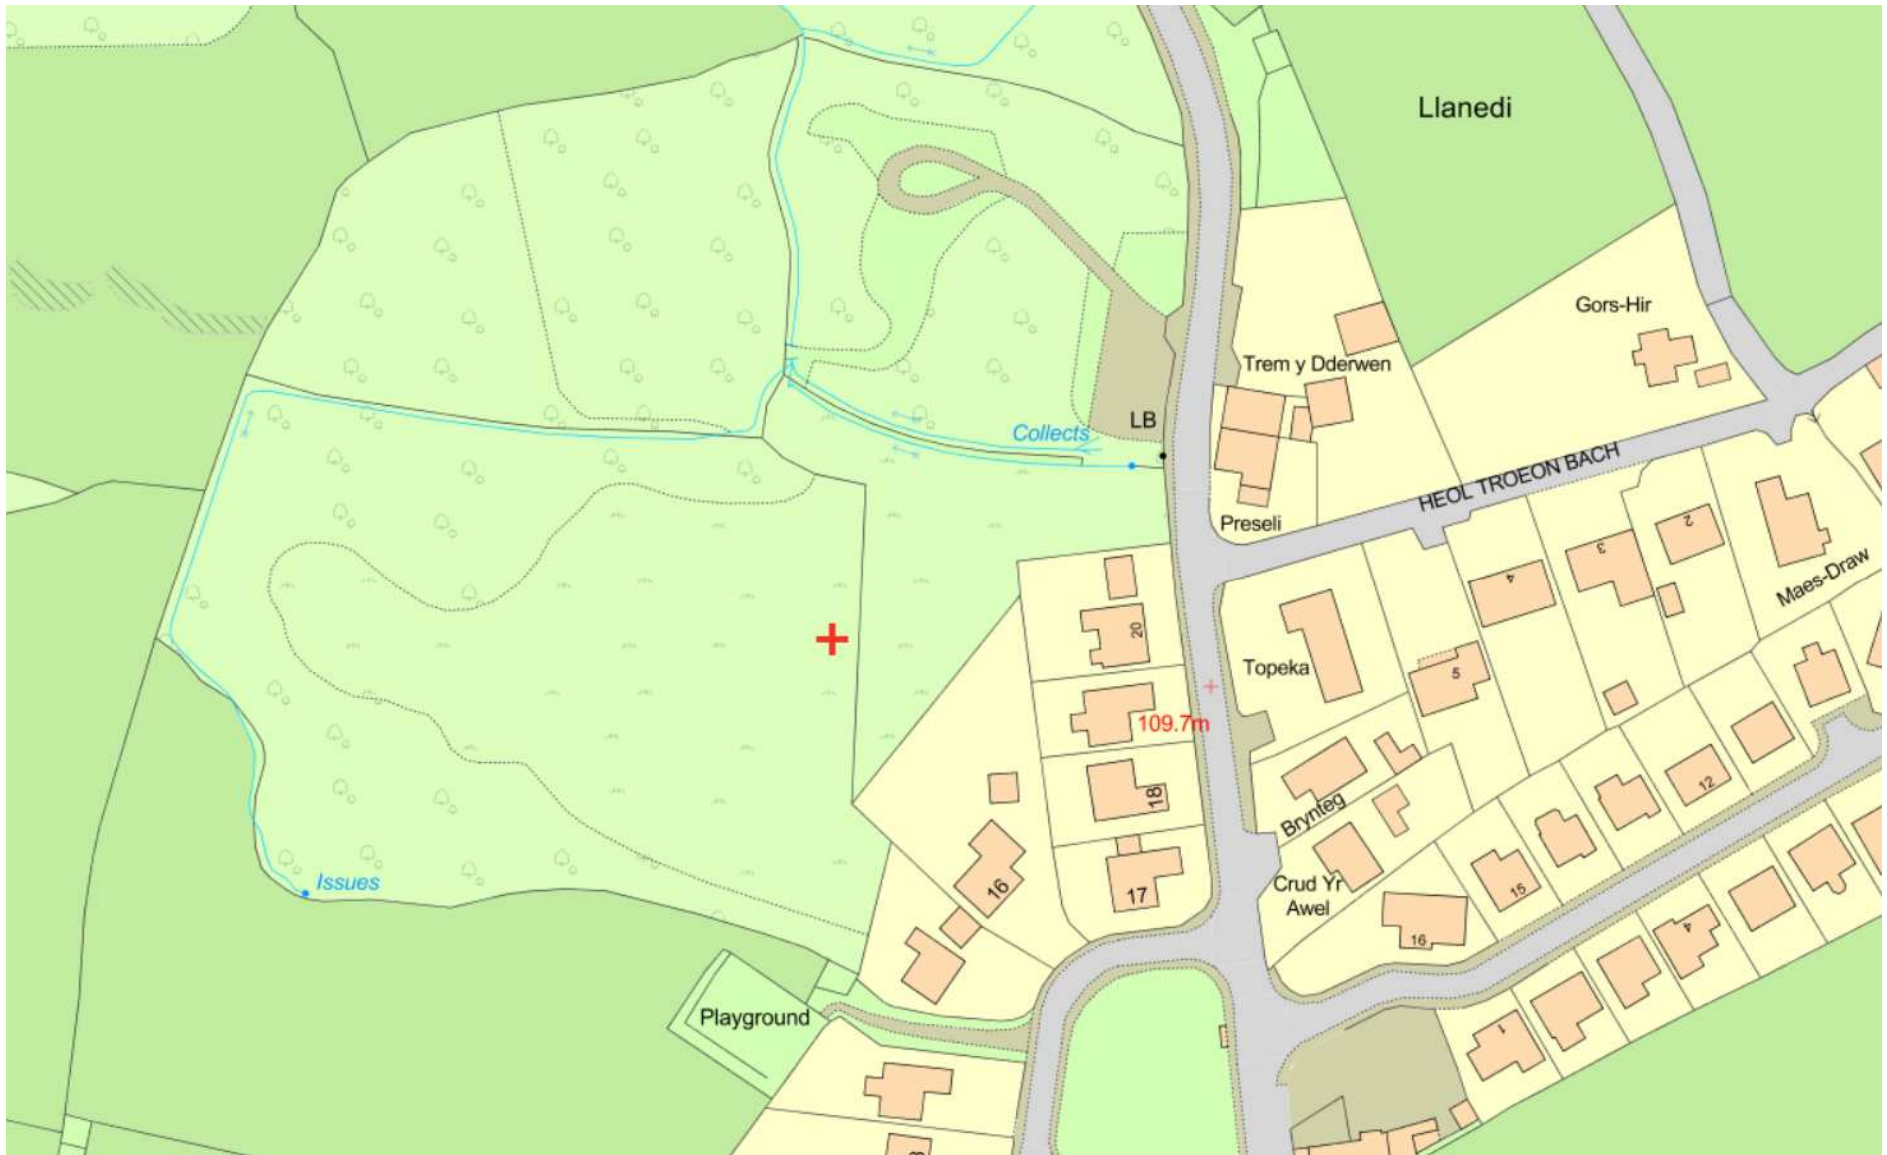 Llanedi
Gors-Hir
Trem y Dderwen
LB
Collects
HEOL TROEON BACH
Preseli
2
3
4
Maes-Draw
20
Topeka
5
109.7m
18
12
Brynteg
Issues
16
17
Crud Yr
Awel
15
16
4
Playground
1